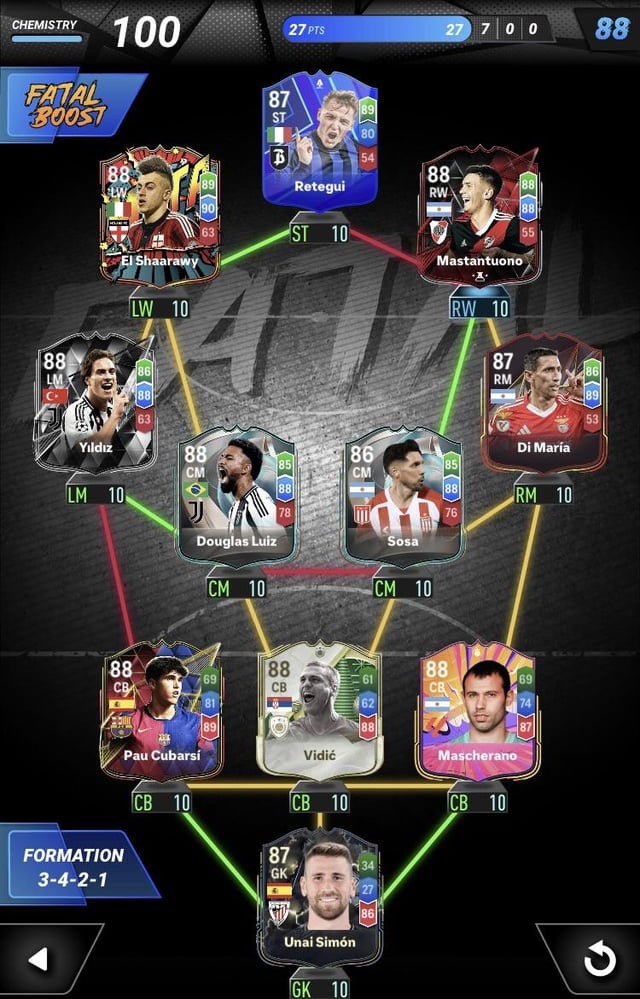 CHEMISTRY 100 27 PTS 27 7 0 0 88
FATAL
BOOST
87
ST
89
80
54
Retegui
ST 10
88
LW
89
90
63
El Shaarawy
LW 10
88
RW
88
88
55
Mastantuono
RW 10
88
LM
86
88
63
Yıldız
LM 10
87
RM
86
89
53
Di María
RM 10
88
CM
85
88
78
Douglas Luiz
CM 10
86
CM
85
88
76
Sosa
CM 10
88
CB
69
81
89
Pau Cubarsí
CB 10
88
CB
61
62
88
Vidić
CB 10
88
CB
69
74
87
Mascherano
CB 10
FORMATION
3-4-2-1
87
GK
34
27
86
Unai Simón
GK 10